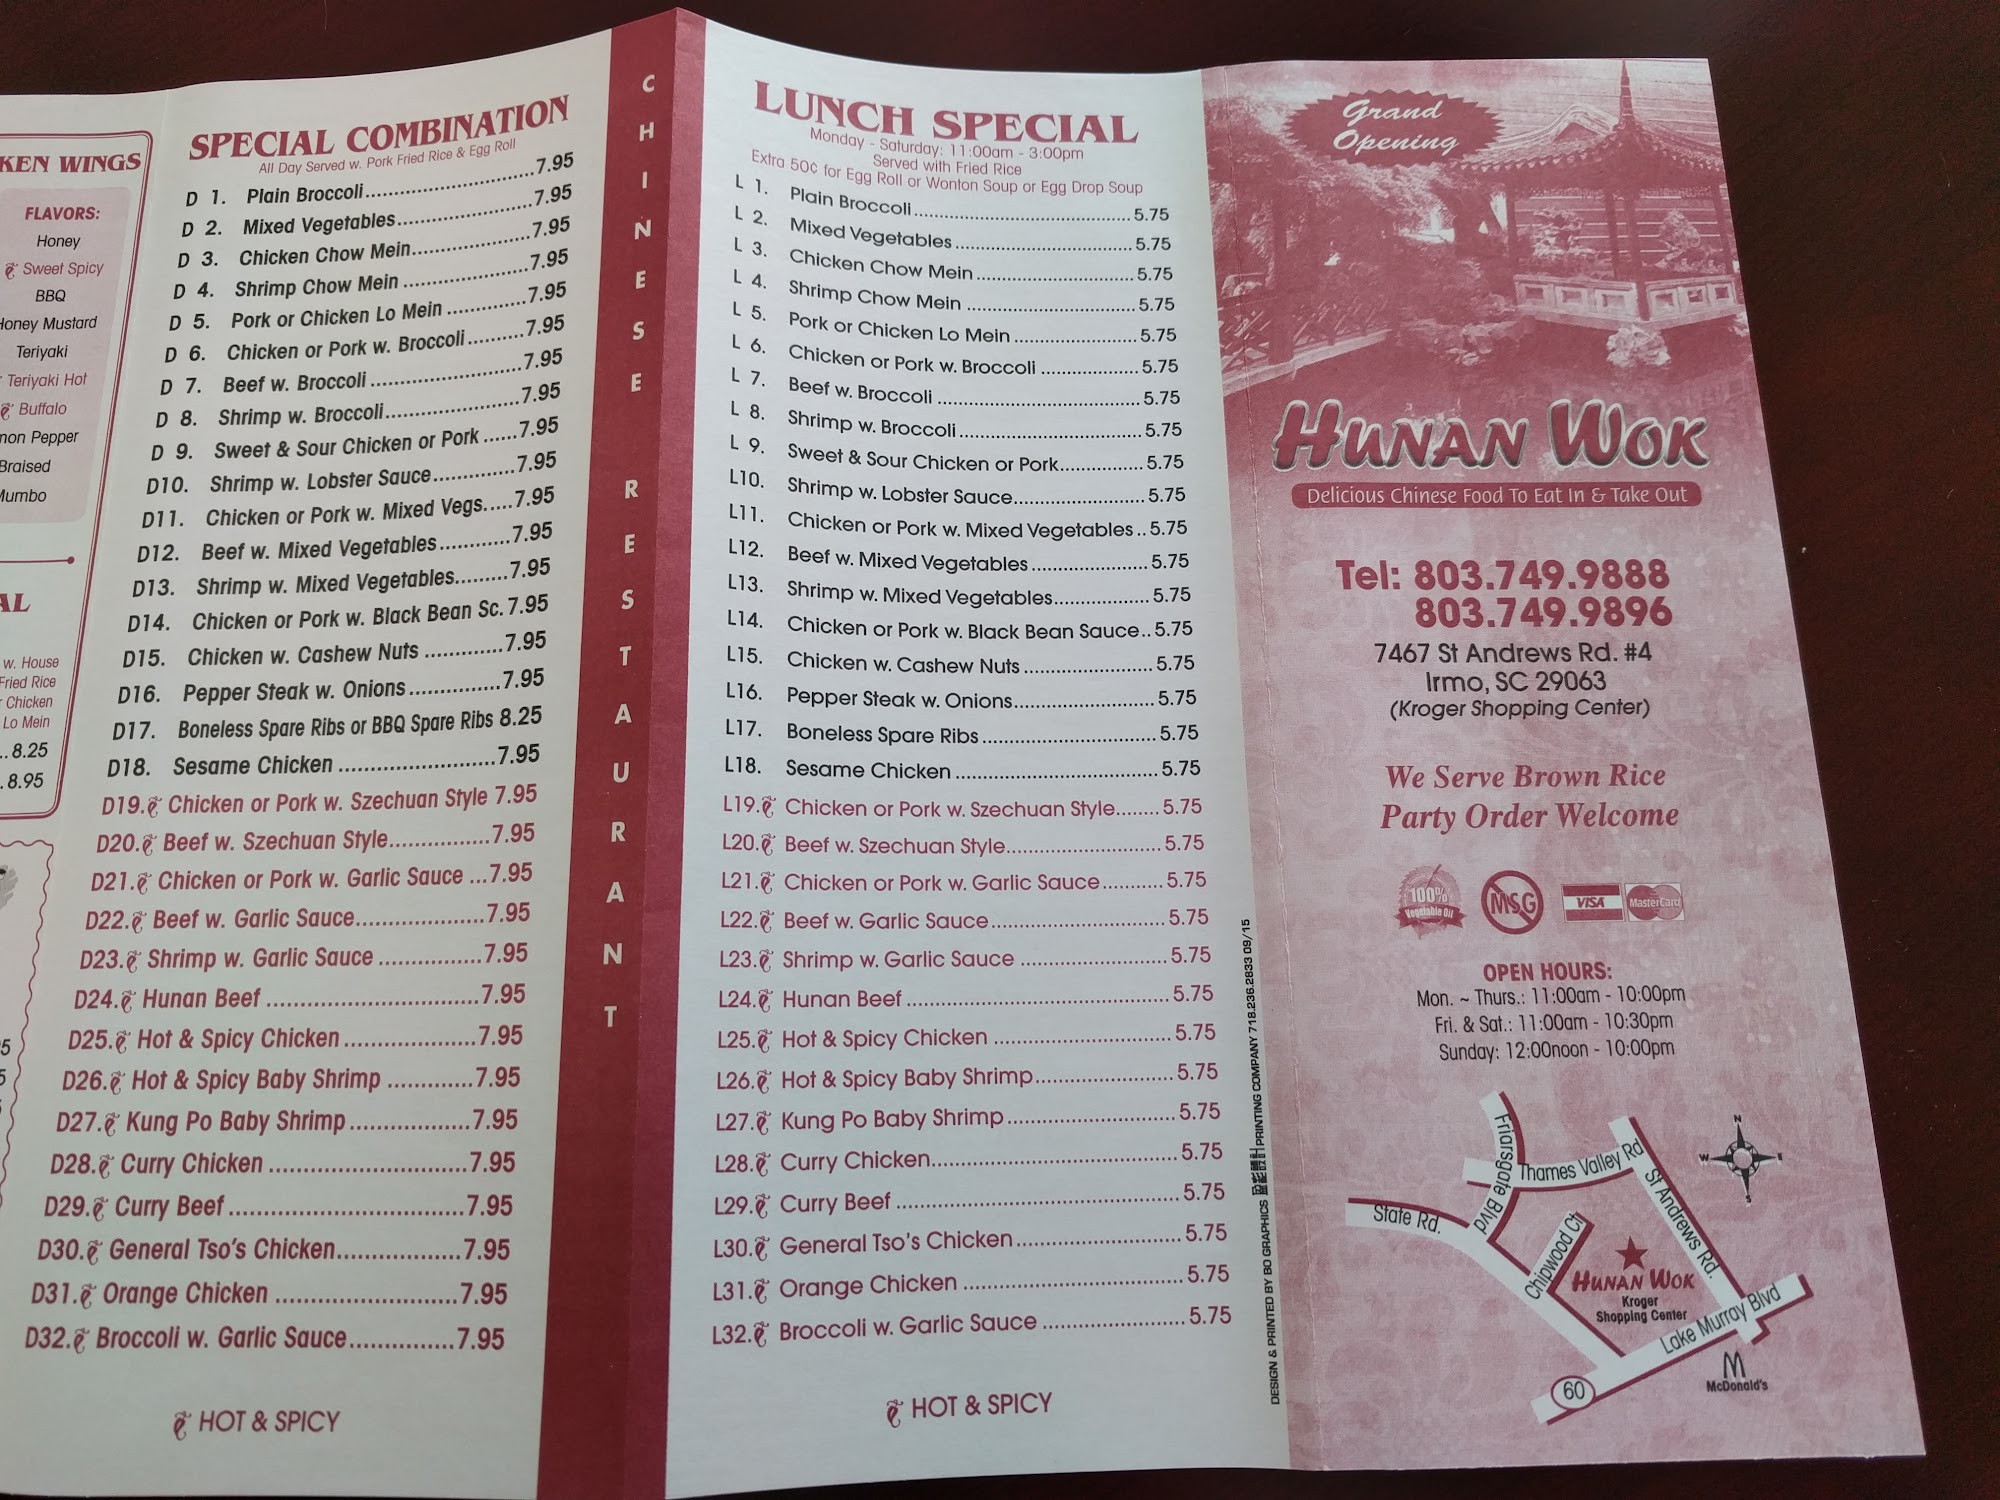 KEN WINGS
FLAVORS:
Honey
Sweet Spicy
BBQ
Honey Mustard
Teriyaki
Teriyaki Hot
Buffalo
mon Pepper
Braised
Mumbo
AL
w. House
Fried Rice
r Chicken
Lo Mein
..8.25
.8.95
SPECIAL COMBINATION
All Day Served w. Pork Fried Rice & Egg Roll
D 1. Plain Broccoli 7.95
D 2. Mixed Vegetables 7.95
D 3. Chicken Chow Mein 7.95
D 4. Shrimp Chow Mein 7.95
D 5. Pork or Chicken Lo Mein 7.95
D 6. Chicken or Pork w. Broccoli 7.95
D 7. Beef w. Broccoli 7.95
D 8. Shrimp w. Broccoli 7.95
D 9. Sweet & Sour Chicken or Pork 7.95
D10. Shrimp w. Lobster Sauce 7.95
D11. Chicken or Pork w. Mixed Vegs. 7.95
D12. Beef w. Mixed Vegetables 7.95
D13. Shrimp w. Mixed Vegetables 7.95
D14. Chicken or Pork w. Black Bean Sc. 7.95
D15. Chicken w. Cashew Nuts 7.95
D16. Pepper Steak w. Onions 7.95
D17. Boneless Spare Ribs or BBQ Spare Ribs 8.25
D18. Sesame Chicken 7.95
D19. Chicken or Pork w. Szechuan Style 7.95
D20. Beef w. Szechuan Style 7.95
D21. Chicken or Pork w. Garlic Sauce 7.95
D22. Beef w. Garlic Sauce 7.95
D23. Shrimp w. Garlic Sauce 7.95
D24. Hunan Beef 7.95
D25. Hot & Spicy Chicken 7.95
D26. Hot & Spicy Baby Shrimp 7.95
D27. Kung Po Baby Shrimp 7.95
D28. Curry Chicken 7.95
D29. Curry Beef 7.95
D30. General Tso's Chicken 7.95
D31. Orange Chicken 7.95
D32. Broccoli w. Garlic Sauce 7.95
HOT & SPICY
CHINESE RESTAURANT
LUNCH SPECIAL
Monday - Saturday: 11:00am - 3:00pm
Served with Fried Rice
Extra 50¢ for Egg Roll or Wonton Soup or Egg Drop Soup
L 1. Plain Broccoli 5.75
L 2. Mixed Vegetables 5.75
L 3. Chicken Chow Mein 5.75
L 4. Shrimp Chow Mein 5.75
L 5. Pork or Chicken Lo Mein 5.75
L 6. Chicken or Pork w. Broccoli 5.75
L 7. Beef w. Broccoli 5.75
L 8. Shrimp w. Broccoli 5.75
L 9. Sweet & Sour Chicken or Pork 5.75
L10. Shrimp w. Lobster Sauce 5.75
L11. Chicken or Pork w. Mixed Vegetables 5.75
L12. Beef w. Mixed Vegetables 5.75
L13. Shrimp w. Mixed Vegetables 5.75
L14. Chicken or Pork w. Black Bean Sauce 5.75
L15. Chicken w. Cashew Nuts 5.75
L16. Pepper Steak w. Onions 5.75
L17. Boneless Spare Ribs 5.75
L18. Sesame Chicken 5.75
L19. Chicken or Pork w. Szechuan Style 5.75
L20. Beef w. Szechuan Style 5.75
L21. Chicken or Pork w. Garlic Sauce 5.75
L22. Beef w. Garlic Sauce 5.75
L23. Shrimp w. Garlic Sauce 5.75
L24. Hunan Beef 5.75
L25. Hot & Spicy Chicken 5.75
L26. Hot & Spicy Baby Shrimp 5.75
L27. Kung Po Baby Shrimp 5.75
L28. Curry Chicken 5.75
L29. Curry Beef 5.75
L30. General Tso's Chicken 5.75
L31. Orange Chicken 5.75
L32. Broccoli w. Garlic Sauce 5.75
HOT & SPICY
DESIGN & PRINTED BY BO GRAPHICS PRINTING COMPANY 718.236.2833 09/15
Grand
Opening
HUNAN WOK
Delicious Chinese Food To Eat In & Take Out
Tel: 803.749.9888
803.749.9896
7467 St Andrews Rd. #4
Irmo, SC 29063
(Kroger Shopping Center)
We Serve Brown Rice
Party Order Welcome
100%
Vegetable Oil
MSG
VISA
MasterCard
OPEN HOURS:
Mon. ~ Thurs.: 11:00am - 10:00pm
Fri. & Sat.: 11:00am - 10:30pm
Sunday: 12:00noon - 10:00pm
N
W
E
S
Friarsgate Blvd
Thames Valley Rd
St Andrews Rd.
State Rd.
Chipwood Ct
HUNAN WOK
Kroger
Shopping Center
Lake Murray Blvd
60
M
McDonald's